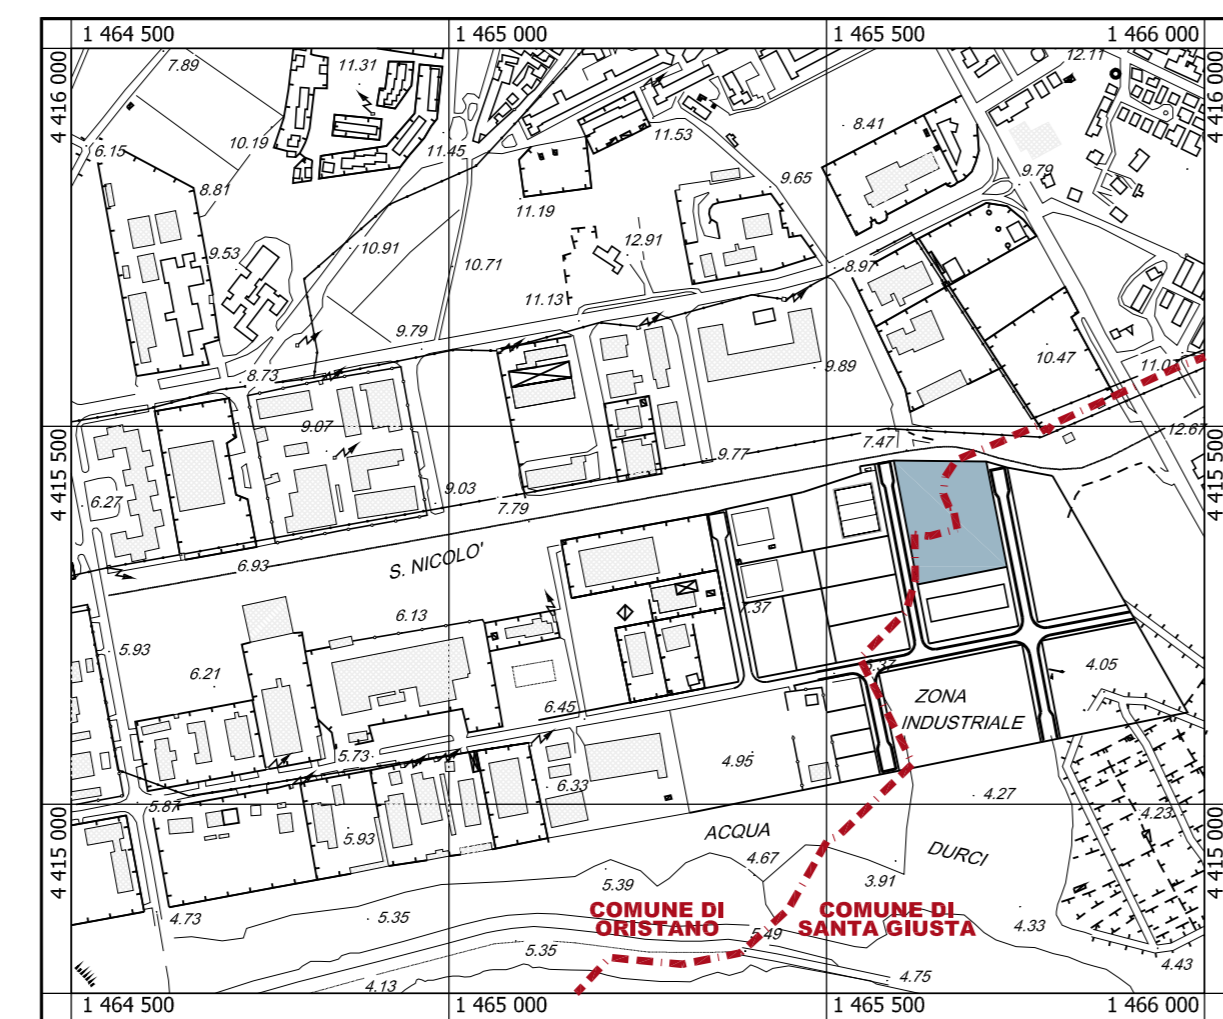 1 464 500
1 465 000
1 465 500
1 466 000
4 416 000
4 416 000
7.89
11.31
12.11
10.19
11.45
11.53
8.41
6.15
8.81
9.65
9.79
11.19
9.53
10.91
12.91
10.71
8.97
11.13
9.79
8.73
9.89
10.47
11.07
9.07
4 415 500
4 415 500
7.47
12.67
9.77
6.27
9.03
7.79
6.93
S. NICOLO'
6.13
7.37
5.93
6.21
6.37
4.05
ZONA
INDUSTRIALE
6.45
5.73
4.95
6.33
4.27
5.87
4.23
4 415 000
4 415 000
5.93
ACQUA
DURCI
4.67
5.39
3.91
4.73
5.35
COMUNE DI
ORISTANO
COMUNE DI
SANTA GIUSTA
4.33
5.49
5.35
4.75
4.43
4.13
1 464 500
1 465 000
1 465 500
1 466 000